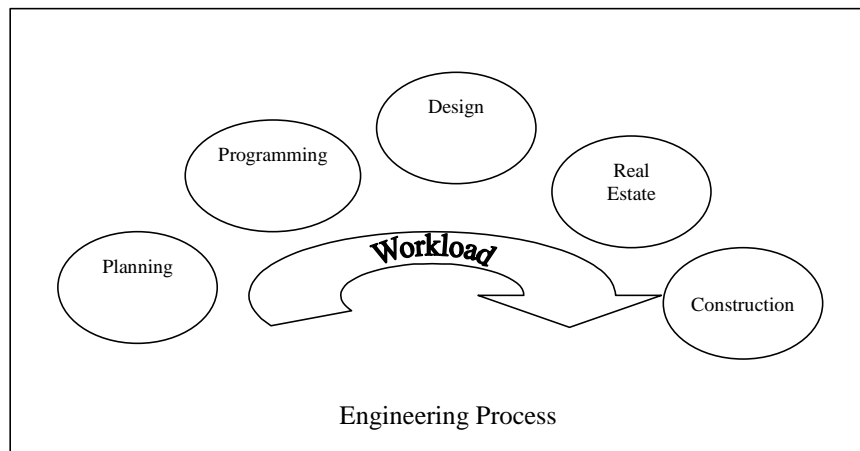 Design
Programming
Real
Estate
Workload
Planning
Construction
Engineering Process